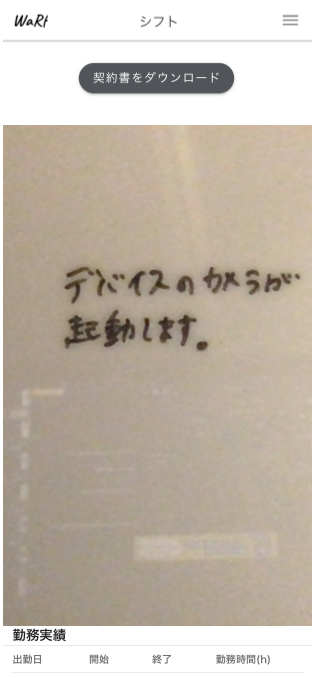 WaRt
シフト
契約書をダウンロード
デバイスのカメラが
起動します。
勤務実績
出勤日 開始 終了 勤務時間(h)